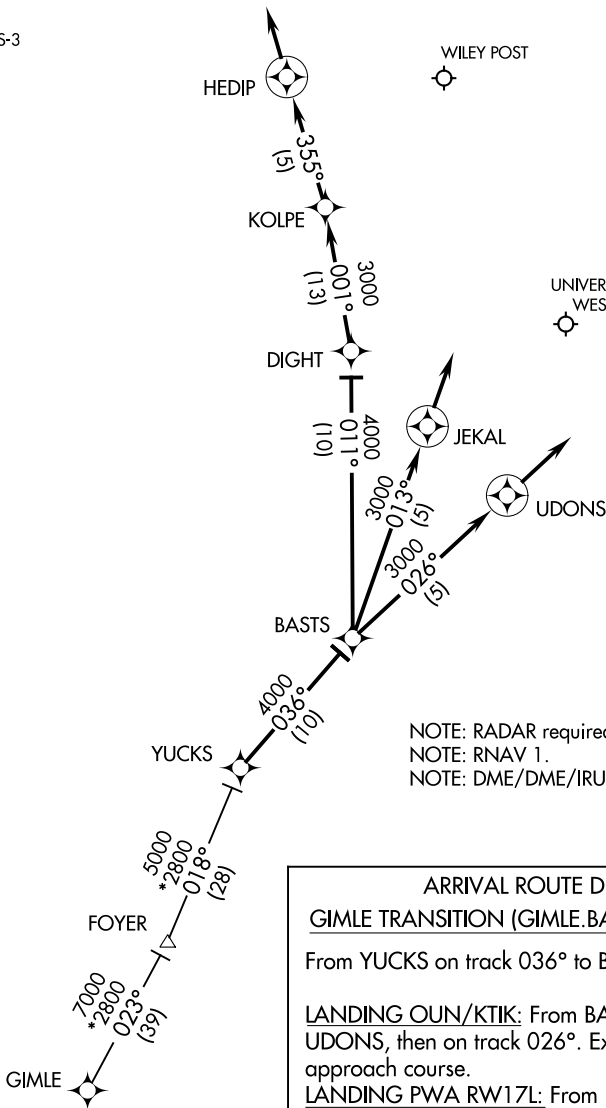 S-3
WILEY POST
HEDIP
355°
(5)
KOLPE
3000
001°
(13)
UNIVER
WES
DIGHT
4000
011°
(10)
JEKAL
3000
013°
(5)
UDONS
3000
026°
(5)
BASTS
4000
036°
(10)
NOTE: RADAR required
NOTE: RNAV 1.
NOTE: DME/DME/IRU
YUCKS
5000
*2800
018°
(28)
FOYER
7000
*2800
023°
(39)
GIMLE
ARRIVAL ROUTE D
GIMLE TRANSITION (GIMLE.BA
From YUCKS on track 036° to B
LANDING OUN/KTIK: From BA
UDONS, then on track 026°. Ex
approach course.
LANDING PWA RW17L: From